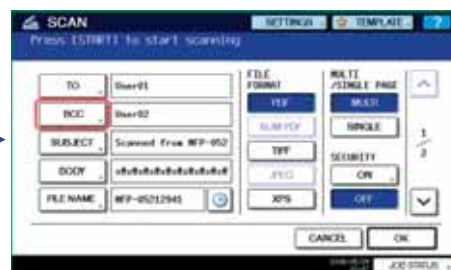 SCAN
SETTINGS
TEMPLATE
?
Press [START] to start scanning
TO
User01
BCC
User02
SUBJECT
Scanned from MFP-052
BODY
FILE NAME
MFP-05212945
FILE FORMAT
PDF
SLIM PDF
TIFF
JPEG
XPS
MULTI /SINGLE PAGE
MULTI
SINGLE
SECURITY
ON
OFF
1
CANCEL
OK
JOB STATUS